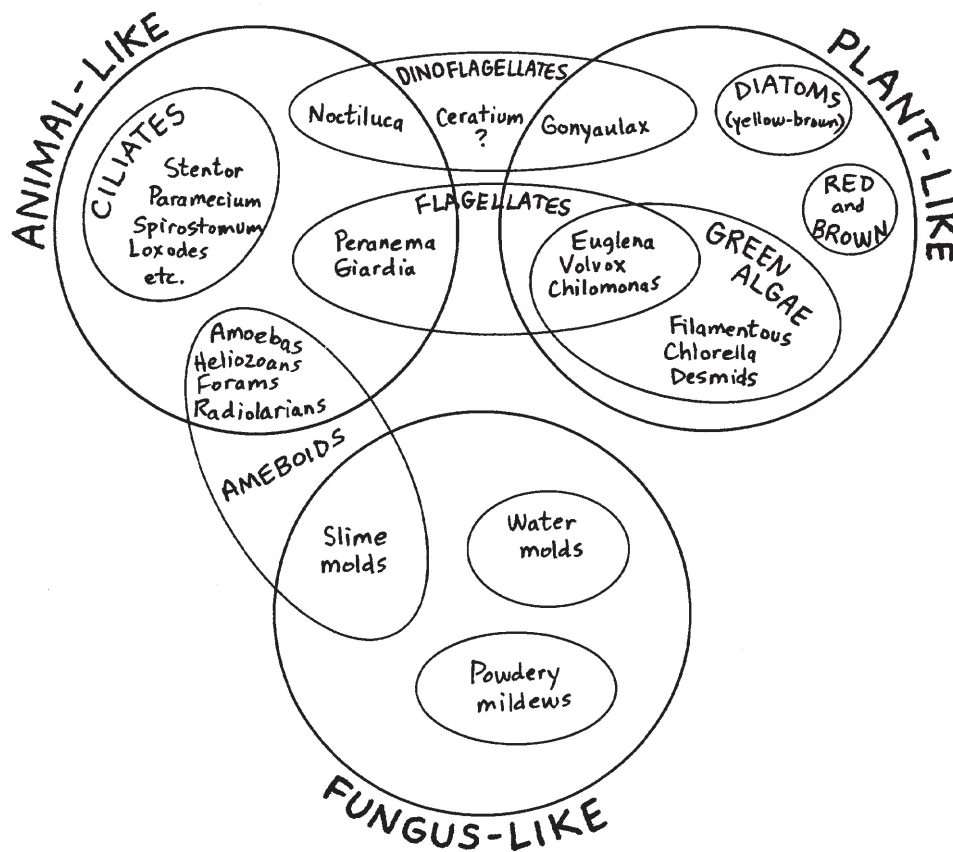 ANIMAL-LIKE
PLANT-LIKE
DINOFLAGELLATES
Noctiluca
Ceratium
?
Gonyaulax
DIATOMS
(yellow-brown)
CILIATES
Stentor
Paramecium
Spirostomum
Loxodes
etc.
FLAGELLATES
Peranema
Giardia
Euglena
Volvox
Chilomonas
GREEN
ALGAE
Filamentous
Chlorella
Desmids
RED
and
BROWN
Amoebas
Heliozoans
Forams
Radiolarians
AMEBOIDS
Slime
molds
Water
molds
Powdery
mildews
FUNGUS-LIKE